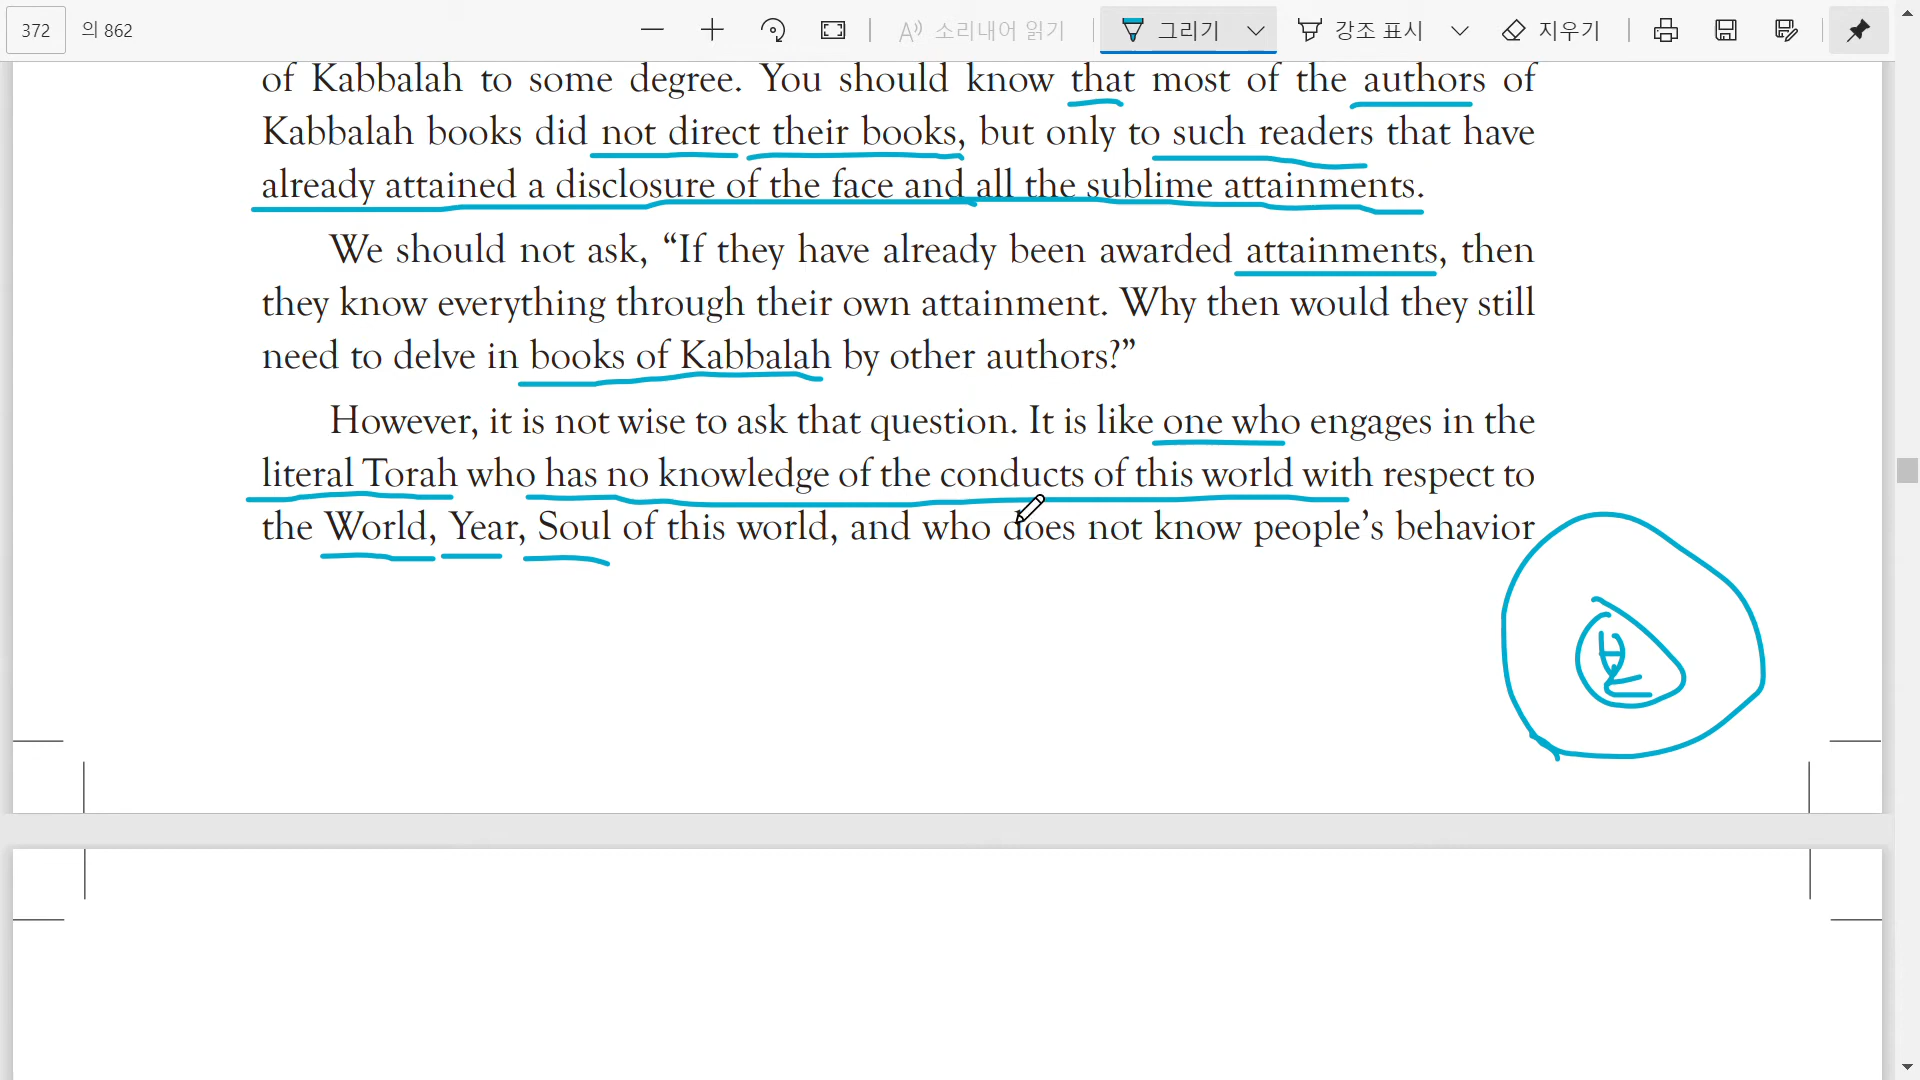 372 의 862 A 소리내어 읽기 그리기 강조 표시 지우기
of Kabbalah to some degree. You should know that most of the authors of
Kabbalah books did not direct their books, but only to such readers that have
already attained a disclosure of the face and all the sublime attainments.
We should not ask, “If they have already been awarded attainments, then
they know everything through their own attainment. Why then would they still
need to delve in books of Kabbalah by other authors?”
However, it is not wise to ask that question. It is like one who engages in the
literal Torah who has no knowledge of the conducts of this world with respect to
the World, Year, Soul of this world, and who does not know people’s behavior